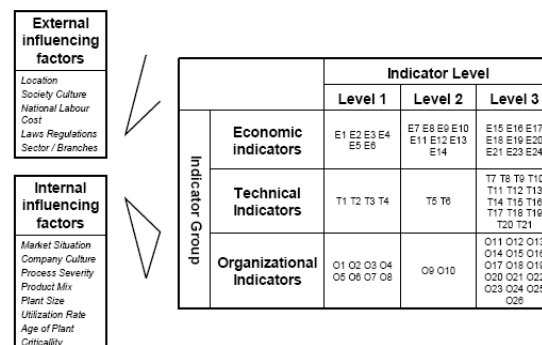 External
influencing
factors
Location
Society Culture
National Labour
Cost
Laws Regulations
Sector / Branches
Internal
influencing
factors
Market Situation
Company Culture
Process Severity
Product Mix
Plant Size
Utilization Rate
Age of Plant
Criticallity
Indicator Level
Level 1 Level 2 Level 3
Indicator Group
Economic
indicators
E1 E2 E3 E4
E5 E6
E7 E8 E9 E10
E11 E12 E13
E14
E15 E16 E17
E18 E19 E20
E21 E23 E24
Technical
Indicators
T1 T2 T3 T4
T5 T6
T7 T8 T9 T10
T11 T12 T13
T14 T15 T16
T17 T18 T19
T20 T21
Organizational
Indicators
O1 O2 O3 O4
O5 O6 O7 O8
O9 O10
O11 O12 O13
O14 O15 O16
O17 O18 O19
O20 O21 O22
O23 O24 O25
O26